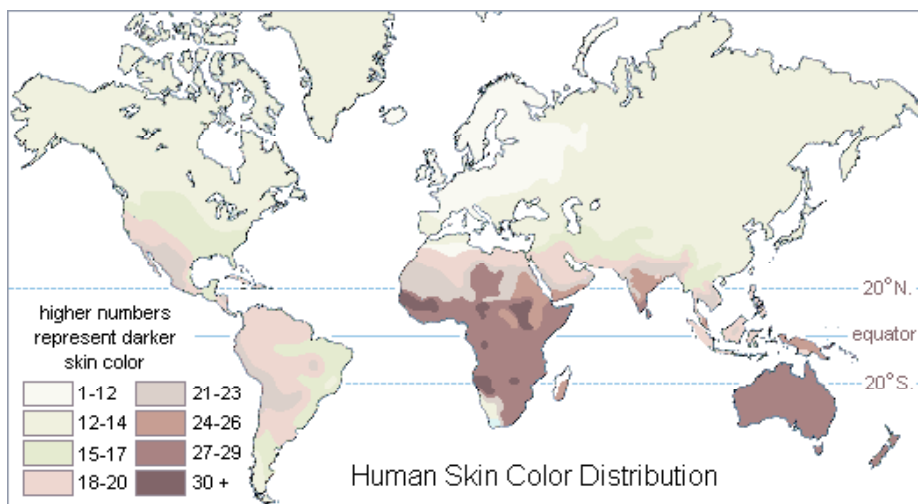 20°N.
higher numbers
represent darker
skin color
equator
1-12
21-23
20°S.
12-14
24-26
15-17
27-29
18-20
30 +
Human Skin Color Distribution